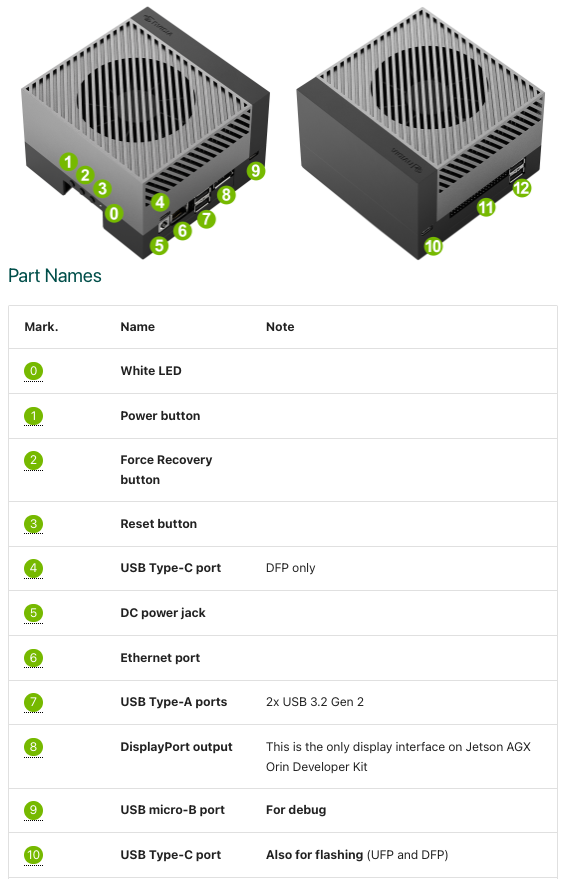 1
2
3
0
4
5
6
7
8
9
10
11
12
Part Names
Mark. Name Note
0 White LED
1 Power button
2 Force Recovery
button
3 Reset button
4 USB Type-C port DFP only
5 DC power jack
6 Ethernet port
7 USB Type-A ports 2x USB 3.2 Gen 2
8 DisplayPort output This is the only display interface on Jetson AGX
Orin Developer Kit
9 USB micro-B port For debug
10 USB Type-C port Also for flashing (UFP and DFP)